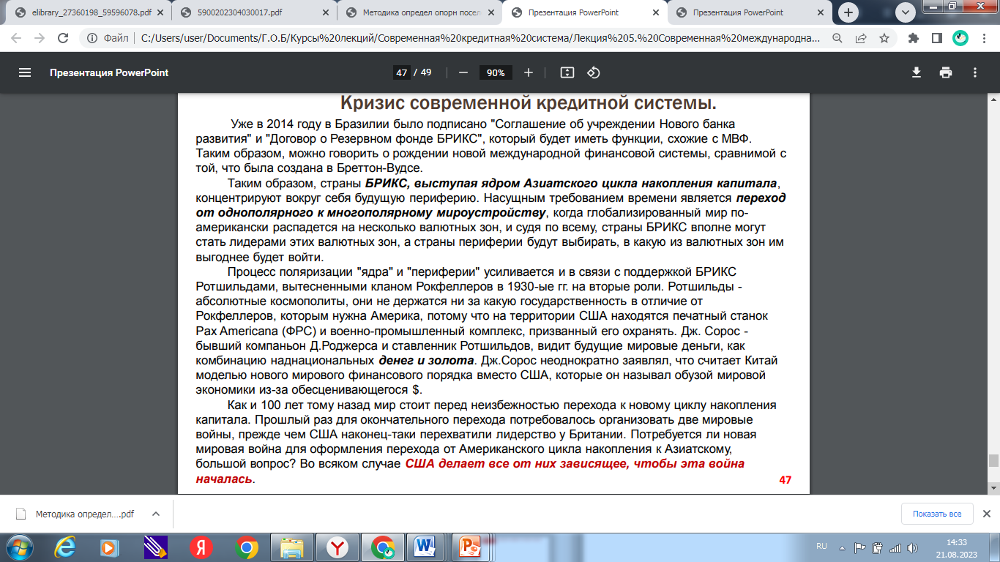 elibrary_27360198_59596078.pdf
5900202304030017.pdf
Методика определ опорн посел
Презентация PowerPoint
Презентация PowerPoint
Файл
C:/Users/user/Documents/Г.О.Б/Курсы%20лекций/Современная%20кредитная%20система/Лекция%205.%20Современная%20международна...
Презентация PowerPoint
47 / 49
90%
Кризис современной кредитной системы.
Уже в 2014 году в Бразилии было подписано "Соглашение об учреждении Нового банка
развития" и "Договор о Резервном фонде БРИКС", который будет иметь функции, схожие с МВФ.
Таким образом, можно говорить о рождении новой международной финансовой системы, сравнимой с
той, что была создана в Бреттон-Вудсе.
Таким образом, страны БРИКС, выступая ядром Азиатского цикла накопления капитала,
концентрируют вокруг себя будущую периферию. Насущным требованием времени является переход
от однополярного к многополярному мироустройству, когда глобализированный мир по-
американски распадется на несколько валютных зон, и судя по всему, страны БРИКС вполне могут
стать лидерами этих валютных зон, а страны периферии будут выбирать, в какую из валютных зон им
выгоднее будет войти.
Процесс поляризации "ядра" и "периферии" усиливается и в связи с поддержкой БРИКС
Ротшильдами, вытесненными кланом Рокфеллеров в 1930-ые гг. на вторые роли. Ротшильды -
абсолютные космополиты, они не держатся ни за какую государственность в отличие от
Рокфеллеров, которым нужна Америка, потому что на территории США находятся печатный станок
Pax Americana (ФРС) и военно-промышленный комплекс, призванный его охранять. Дж. Сорос -
бывший компаньон Д.Роджерса и ставленник Ротшильдов, видит будущие мировые деньги, как
комбинацию наднациональных денег и золота. Дж.Сорос неоднократно заявлял, что считает Китай
моделью нового мирового финансового порядка вместо США, которые он называл обузой мировой
экономики из-за обесценивающегося $.
Как и 100 лет тому назад мир стоит перед неизбежностью перехода к новому циклу накопления
капитала. Прошлый раз для окончательного перехода потребовалось организовать две мировые
войны, прежде чем США наконец-таки перехватили лидерство у Британии. Потребуется ли новая
мировая война для оформления перехода от Американского цикла накопления к Азиатскому,
большой вопрос? Во всяком случае США делает все от них зависящее, чтобы эта война
началась.
47
Методика определ....pdf
Показать все
RU
14:33
21.08.2023